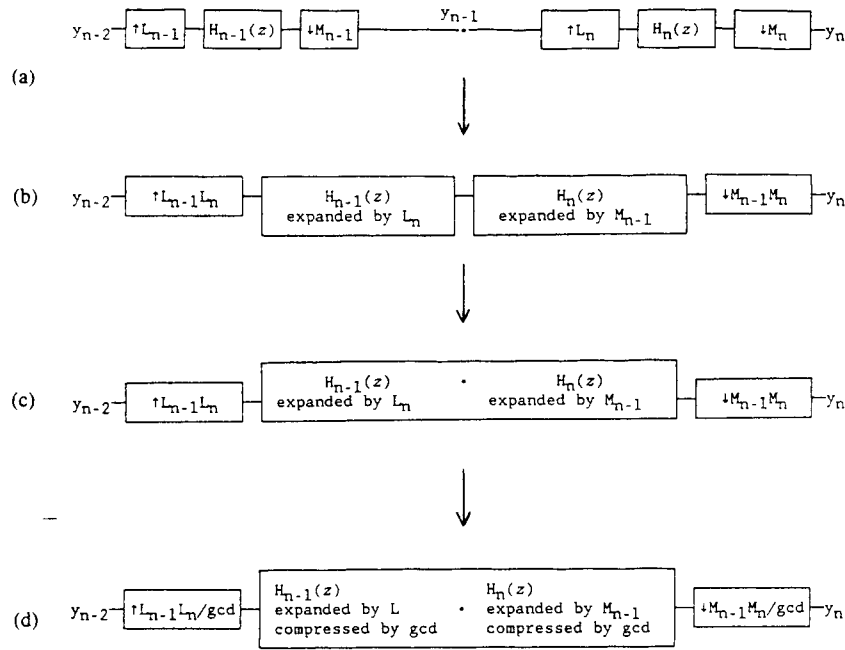 y_{n-1}
y_{n-2} ↑L_{n-1} H_{n-1}(z) ↓M_{n-1} ↑L_n H_n(z) ↓M_n y_n
(a)
(b) y_{n-2} ↑L_{n-1}L_n H_{n-1}(z) expanded by L_n H_n(z) expanded by M_{n-1} ↓M_{n-1}M_n y_n
(c) y_{n-2} ↑L_{n-1}L_n H_{n-1}(z) expanded by L_n · H_n(z) expanded by M_{n-1} ↓M_{n-1}M_n y_n
(d) y_{n-2} ↑L_{n-1}L_n/gcd H_{n-1}(z) expanded by L compressed by gcd · H_n(z) expanded by M_{n-1} compressed by gcd ↓M_{n-1}M_n/gcd y_n